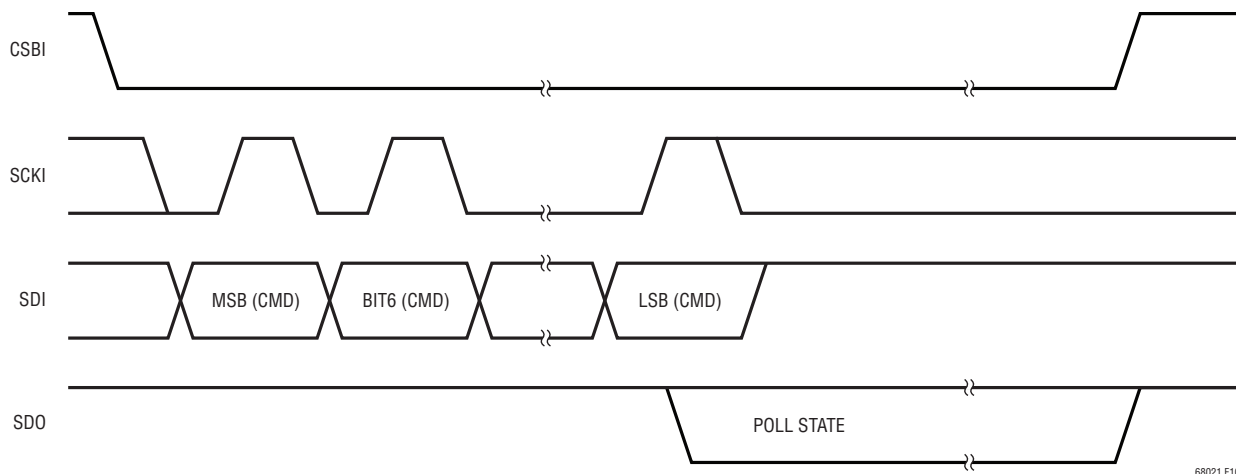 CSBI
SCKI
SDI
MSB (CMD)
BIT6 (CMD)
LSB (CMD)
SDO
POLL STATE